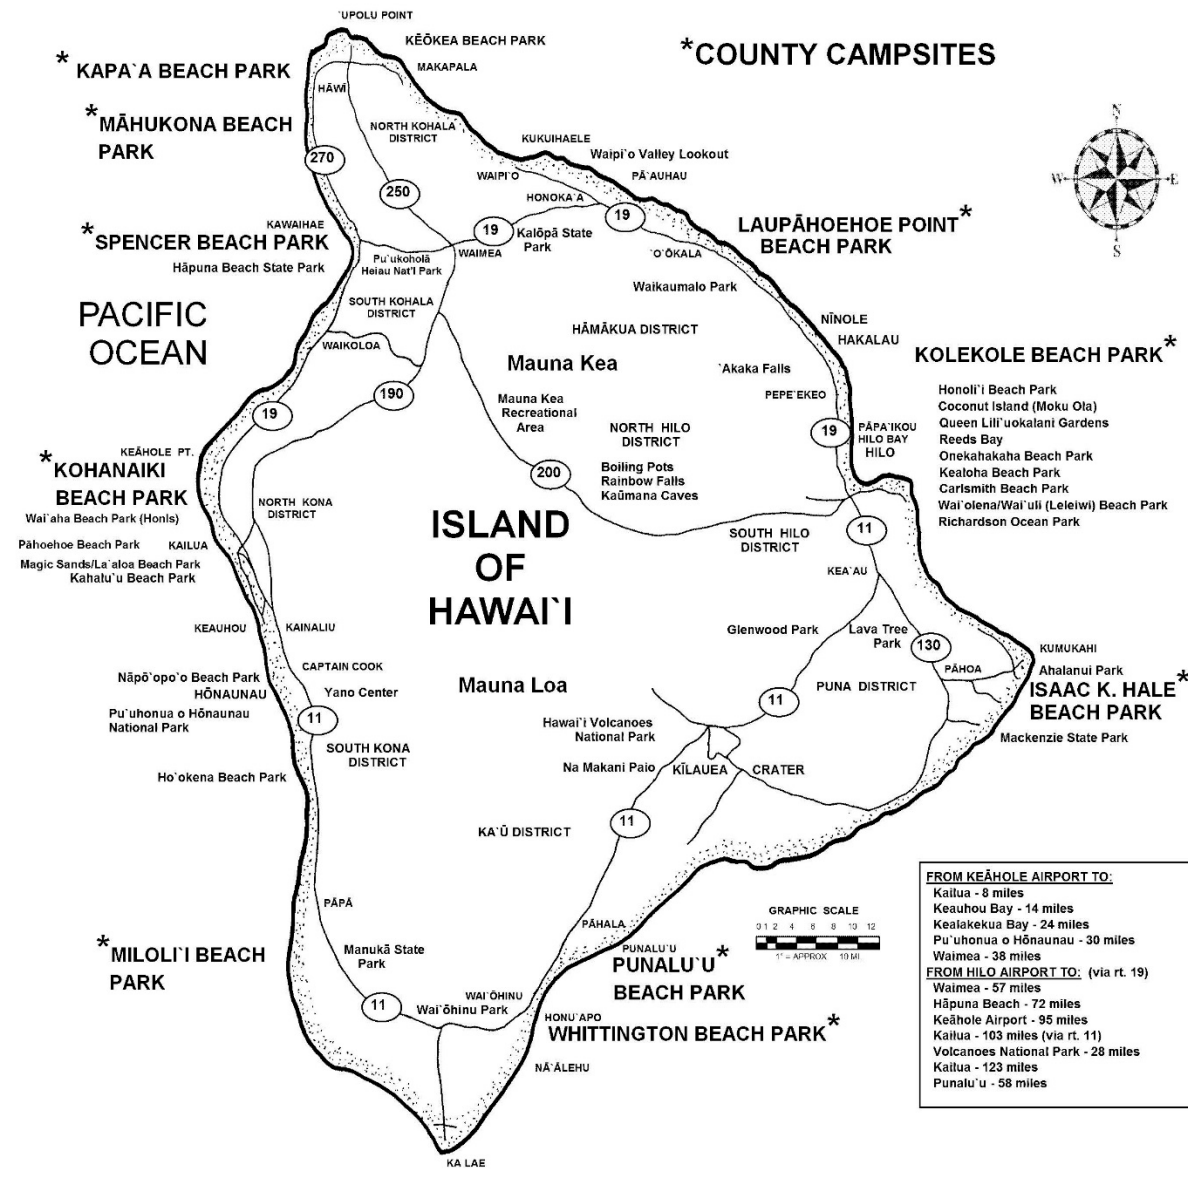 `UPOLU POINT
KĒŌKEA BEACH PARK
*COUNTY CAMPSITES
* KAPA`A BEACH PARK
MAKAPALA
HĀWĪ
*MĀHUKONA BEACH
PARK
NORTH KOHALA
DISTRICT
KUKUIHAELE
Waipi`o Valley Lookout
N
W
E
S
270
250
WAIPI`O
PĀ`AUHAU
HONOKA`A
19
19
KAWAIHAE
*SPENCER BEACH PARK
Hāpuna Beach State Park
Pu`ukoholā
Heiau Nat'l Park
WAIMEA
Kalōpā State
Park
LAUPĀHOEHOE POINT*
BEACH PARK
`O`ŌKALA
Waikaumalo Park
PACIFIC
OCEAN
SOUTH KOHALA
DISTRICT
HĀMĀKUA DISTRICT
NĪNOLE
HAKALAU
WAIKOLOA
Mauna Kea
`Akaka Falls
KOLEKOLE BEACH PARK*
190
Mauna Kea
Recreational
Area
PEPE`EKEO
Honoli`i Beach Park
Coconut Island (Moku Ola)
Queen Lili`uokalani Gardens
Reeds Bay
Onekahakaha Beach Park
Kealoha Beach Park
Carlsmith Beach Park
Wai`olena/Wai`uli (Leleiwi) Beach Park
Richardson Ocean Park
19
NORTH HILO
DISTRICT
19
PĀPA`IKOU
HILO BAY
HILO
KEĀHOLE PT.
*KOHANAIKI
BEACH PARK
200
Boiling Pots
Rainbow Falls
Kaūmana Caves
Wai`aha Beach Park (Honls)
NORTH KONA
DISTRICT
ISLAND
OF
HAWAI`I
SOUTH HILO
DISTRICT
11
Pāhoehoe Beach Park
KAILUA
Magic Sands/La`aloa Beach Park
Kahalu`u Beach Park
KEA`AU
KEAUHOU
KAINALIU
Glenwood Park
Lava Tree
Park
130
KUMUKAHI
Ahalanui Park
CAPTAIN COOK
PĀHOA
Nāpō`opo`o Beach Park
HŌNAUNAU
Yano Center
Mauna Loa
PUNA DISTRICT
ISAAC K. HALE*
BEACH PARK
Pu`uhonua o Hōnaunau
National Park
11
11
Hawai`i Volcanoes
National Park
Mackenzie State Park
SOUTH KONA
DISTRICT
Na Makani Paio
KĪLAUEA
CRATER
Ho`okena Beach Park
11
KA`Ū DISTRICT
PĀPĀ
PĀHALA
GRAPHIC SCALE
0 1 2 4 6 8 10 12
1" = APPROX 10 MI
*MILOLI`I BEACH
PARK
Manukā State
Park
PUNALU`U
PUNALU`U*
BEACH PARK
11
WAI`ŌHINU
Wai`ōhinu Park
HONU`APO
WHITTINGTON BEACH PARK*
NĀ`ĀLEHU
KA LAE
FROM KEĀHOLE AIRPORT TO:
Kailua - 8 miles
Keauhou Bay - 14 miles
Kealakekua Bay - 24 miles
Pu`uhonua o Hōnaunau - 30 miles
Waimea - 38 miles
FROM HILO AIRPORT TO: (via rt. 19)
Waimea - 57 miles
Hāpuna Beach - 72 miles
Keāhole Airport - 95 miles
Kailua - 103 miles (via rt. 11)
Volcanoes National Park - 28 miles
Kailua - 123 miles
Punalu`u - 58 miles